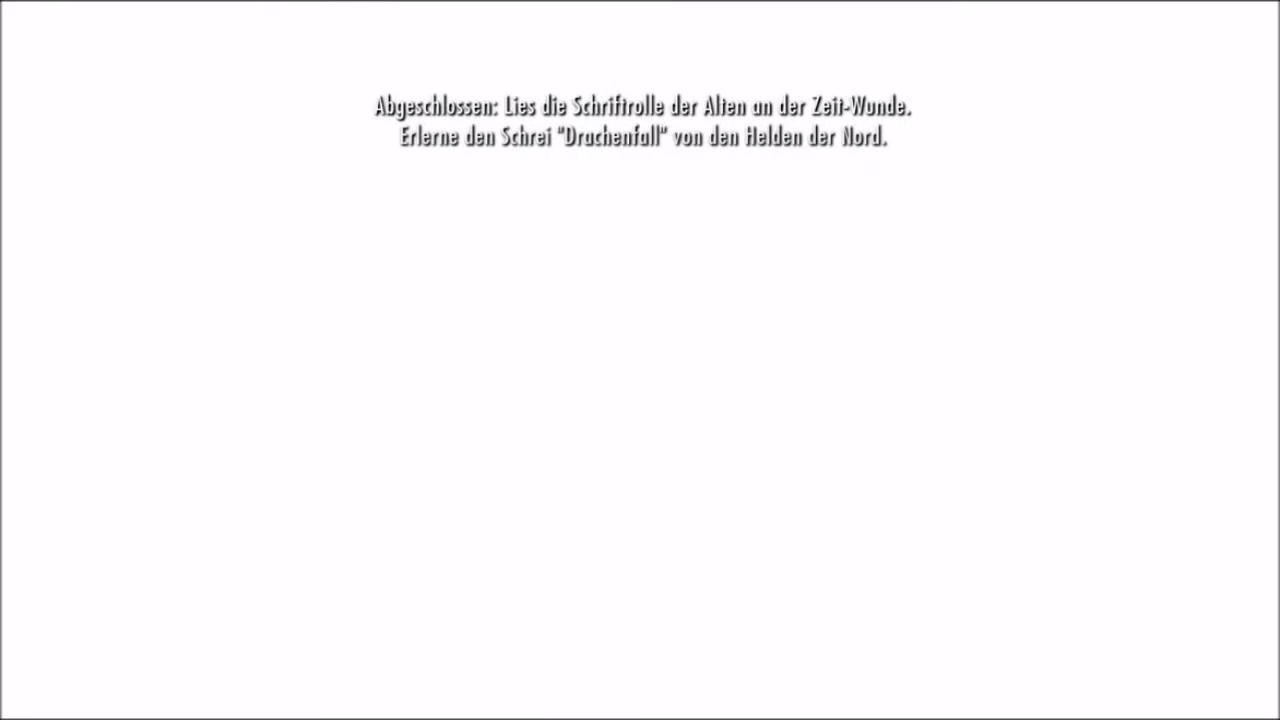 Abgeschlossen: Lies die Schriftrolle der Alten an der Zeit-Wunde.
Erlerne den Schrei "Drachenfall" von den Helden der Nord.